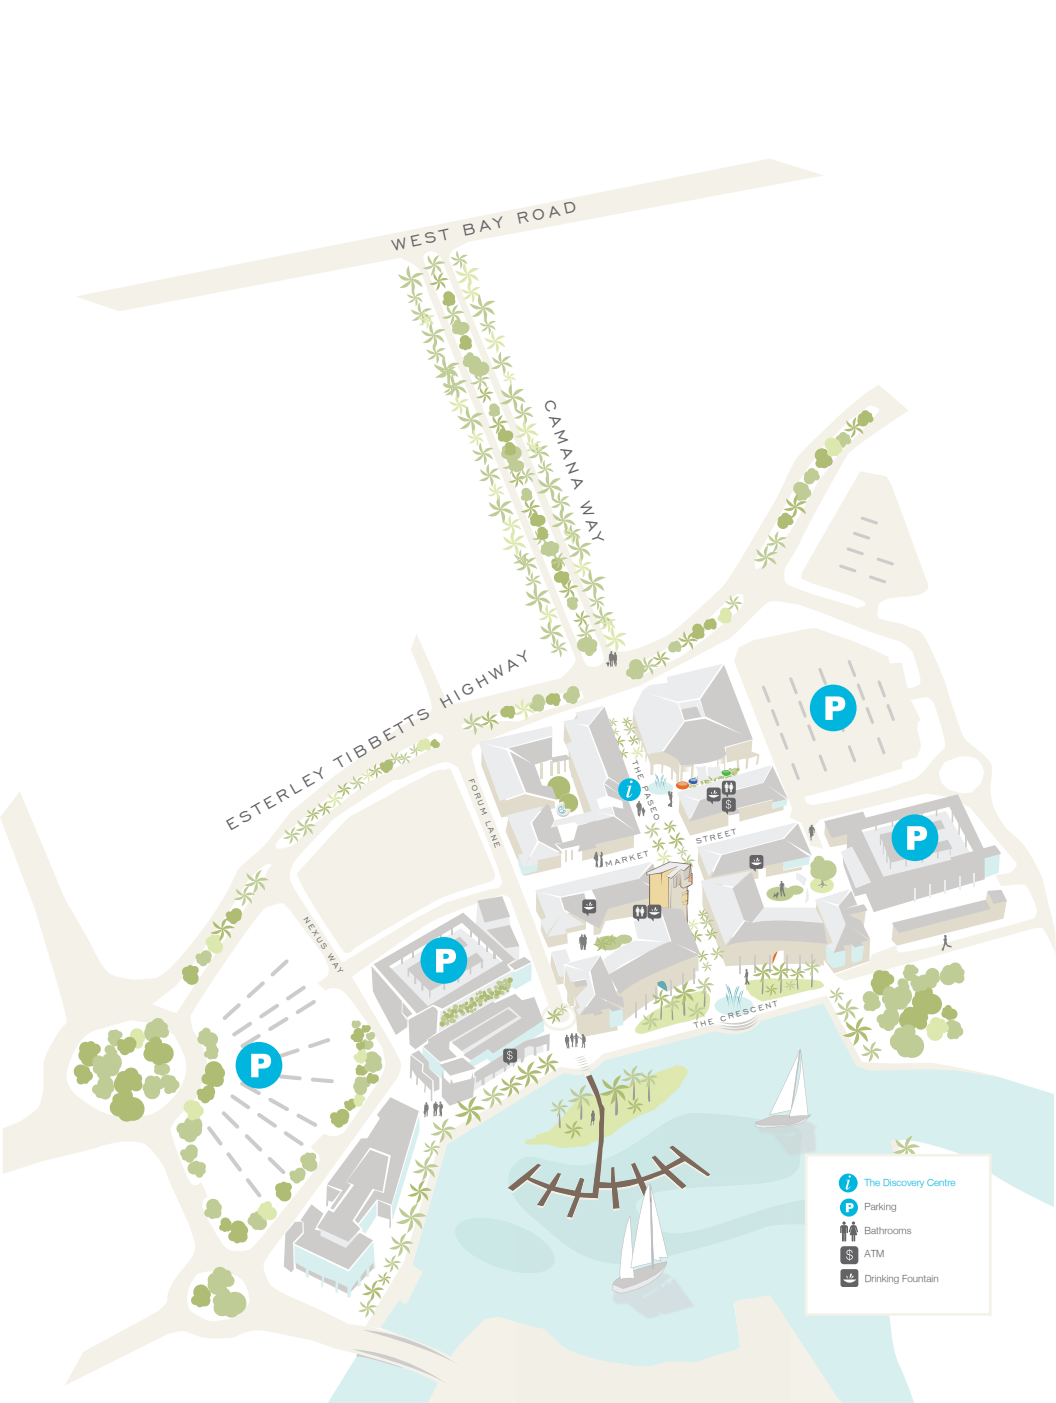 WEST BAY ROAD
CAMANA WAY
ESTERLEY TIBBETTS HIGHWAY
P
THE PASEO
FORUM LANE
i
$
STREET
MARKET
P
NEXUS WAY
P
THE CRESCENT
P
$
i The Discovery Centre
P Parking
Bathrooms
$ ATM
Drinking Fountain